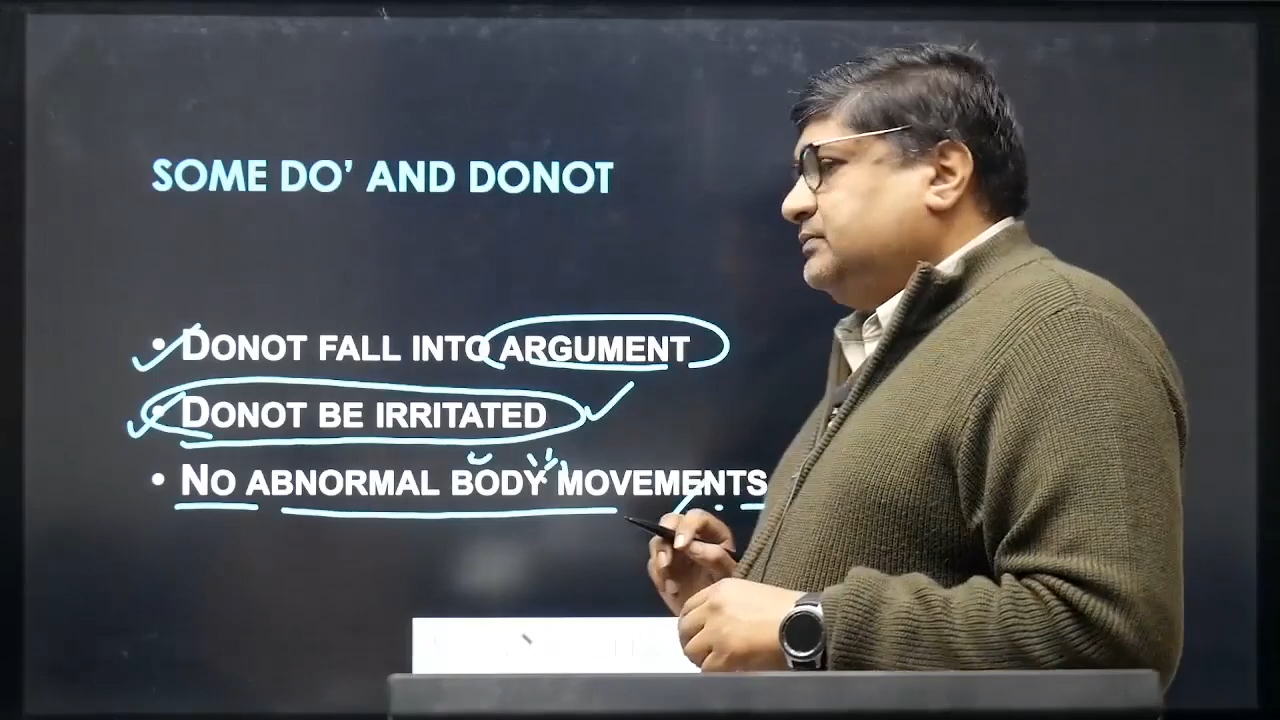 SOME DO' AND DONOT
• DONOT FALL INTO ARGUMENT
• DONOT BE IRRITATED
• NO ABNORMAL BODY MOVEMENTS